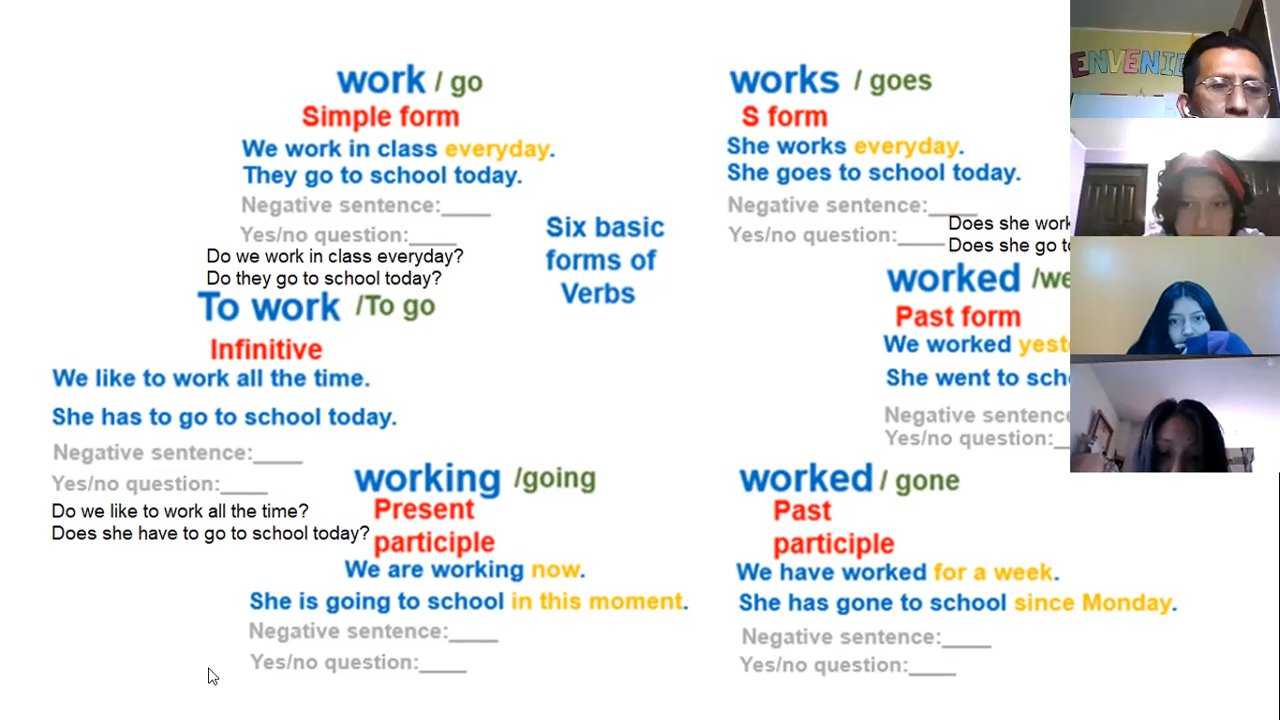 work / go
Simple form
We work in class everyday.
They go to school today.
Negative sentence:____
Yes/no question:____
Do we work in class everyday?
Do they go to school today?
works / goes
S form
She works everyday.
She goes to school today.
Negative sentence:____
Yes/no question:____
Does she work
Does she go
Six basic
forms of
Verbs
To work /To go
Infinitive
We like to work all the time.
She has to go to school today.
Negative sentence:____
Yes/no question:____
Do we like to work all the time?
Does she have to go to school today?
worked
Past form
We worked
She went to
Negative sentence
Yes/no question:_
working /going
Present
participle
We are working now.
She is going to school in this moment.
Negative sentence:____
Yes/no question:____
worked / gone
Past
participle
We have worked for a week.
She has gone to school since Monday.
Negative sentence:____
Yes/no question:____